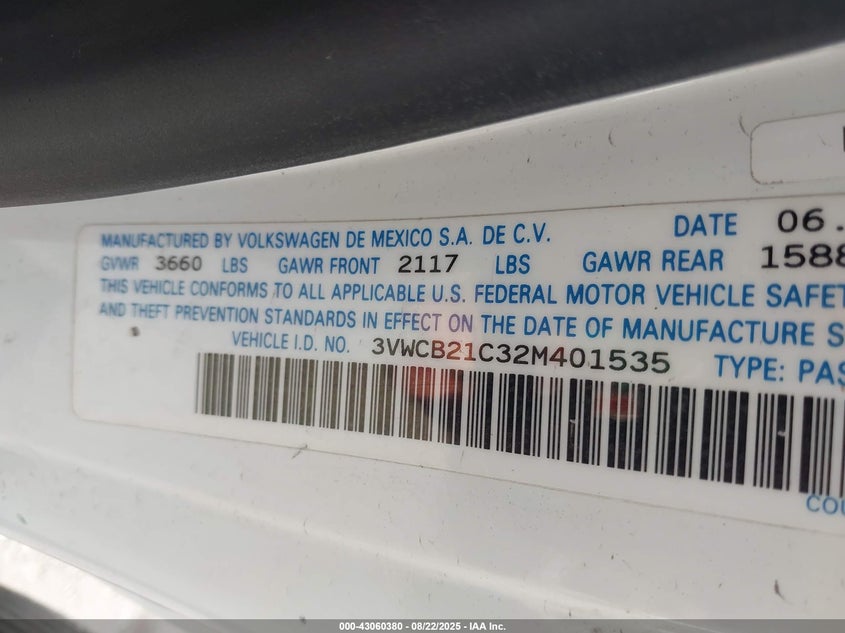 MANUFACTURED BY VOLKSWAGEN DE MEXICO S.A. DE C.V. DATE 06.
GVWR 3660 LBS GAWR FRONT 2117 LBS GAWR REAR 1588
THIS VEHICLE CONFORMS TO ALL APPLICABLE U.S. FEDERAL MOTOR VEHICLE SAFET
AND THEFT PREVENTION STANDARDS IN EFFECT ON THE DATE OF MANUFACTURE S
VEHICLE I.D. NO. 3VWCB21C32M401535 TYPE: PAS
COU
000-43060380 - 08/22/2025 - IAA Inc.